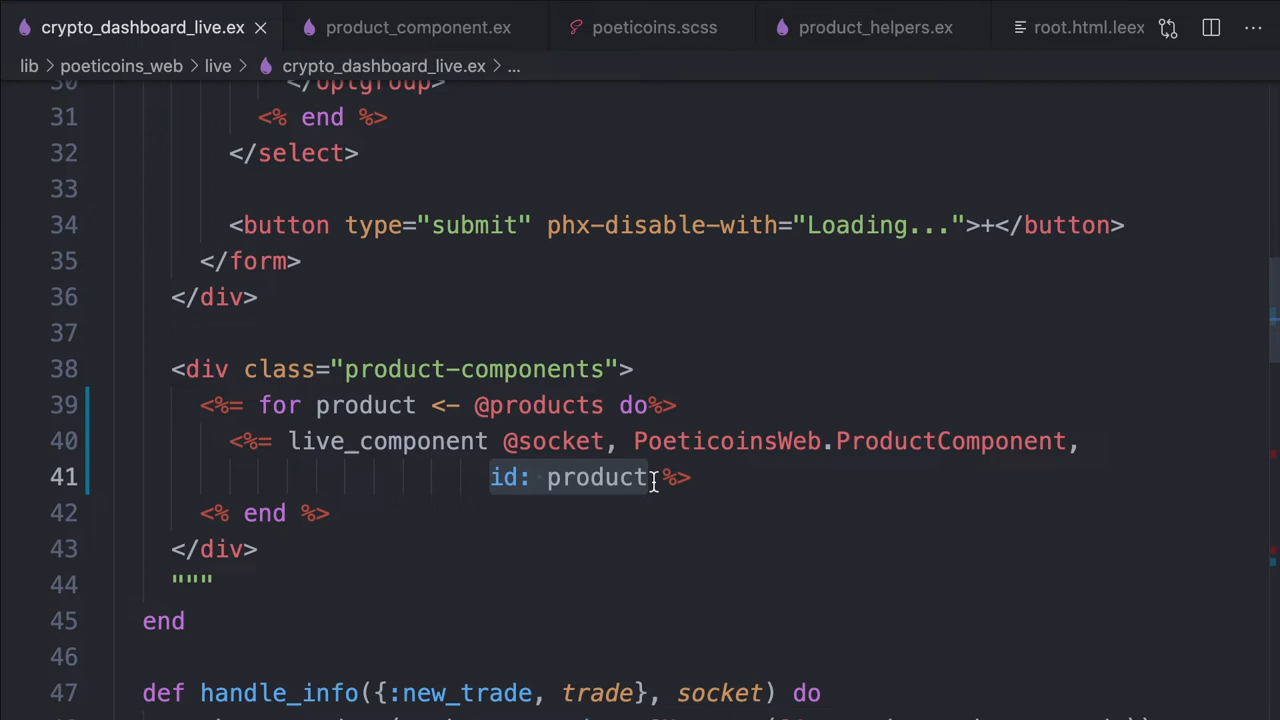 crypto_dashboard_live.ex product_component.ex poeticoins.scss product_helpers.ex root.html.leex
lib > poeticoins_web > live > crypto_dashboard_live.ex > ...
30 </optgroup>
31 <% end %>
32 </select>
33
34 <button type="submit" phx-disable-with="Loading...">+</button>
35 </form>
36 </div>
37
38 <div class="product-components">
39 <%= for product <- @products do%>
40 <%= live_component @socket, PoeticoinsWeb.ProductComponent,
41 id: product %>
42 <% end %>
43 </div>
44 """
45 end
46
47 def handle_info({:new_trade, trade}, socket) do